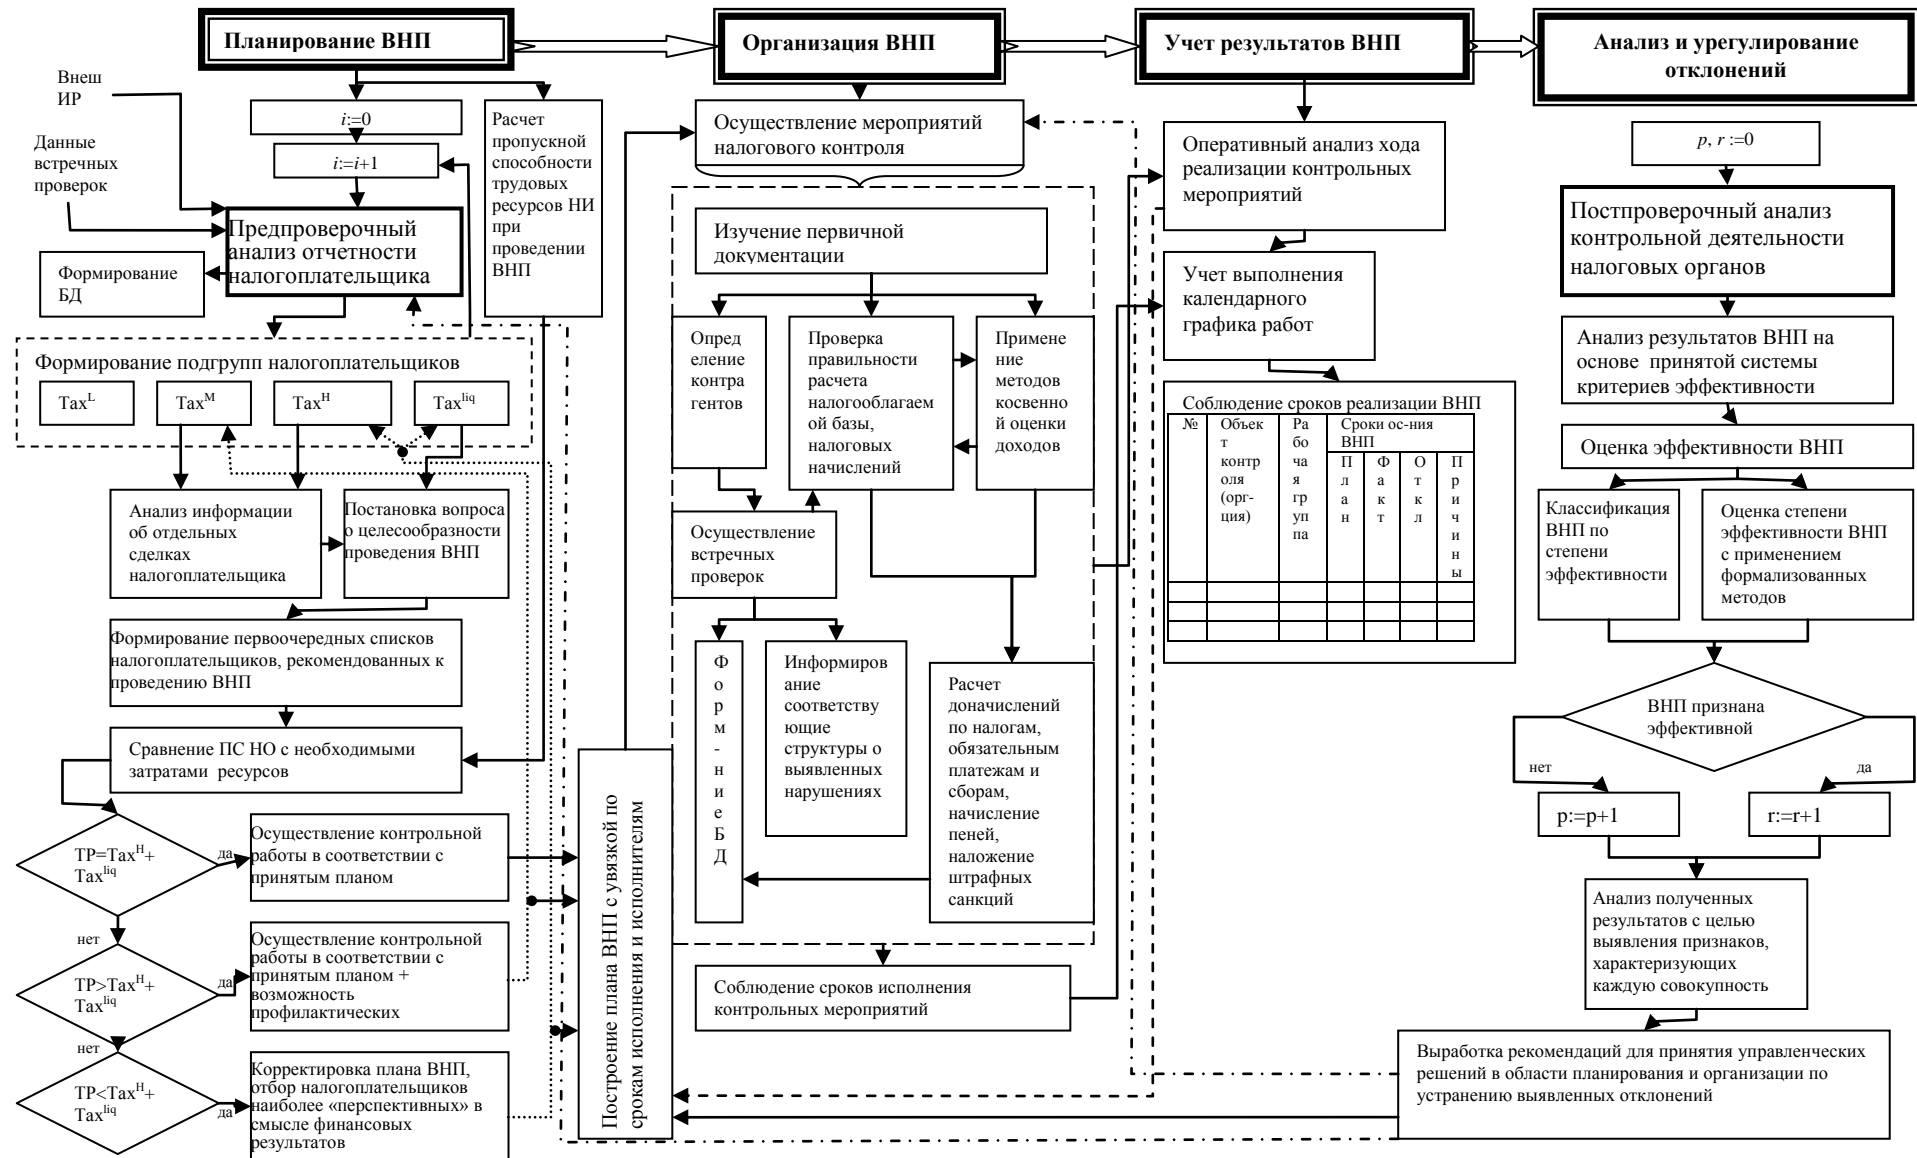 Планирование ВНП
Организация ВНП
Учет результатов ВНП
Анализ и урегулирование
отклонений
Внеш
ИР
Данные
встречных
проверок
i:=0
i:=i+1
Предпроверочный
анализ отчетности
налогоплательщика
Формирование
БД
Расчет
пропускной
способности
трудовых
ресурсов НИ
при
проведении
ВНП
Формирование подгрупп налогоплательщиков
Tax^L
Tax^M
Tax^H
Tax^liq
Анализ информации
об отдельных
сделках
налогоплательщика
Постановка вопроса
о целесообразности
проведения ВНП
Формирование первоочередных списков
налогоплательщиков, рекомендованных к
проведению ВНП
Сравнение ПС НО с необходимыми
затратами ресурсов
TP=Tax^H+
Tax^liq
да
нет
Осуществление контрольной
работы в соответствии с
принятым планом
TP>Tax^H+
Tax^liq
да
нет
Осуществление контрольной
работы в соответствии с
принятым планом +
возможность
профилактических
TP<Tax^H+
Tax^liq
да
Корректировка плана ВНП,
отбор налогоплательщиков
наиболее «перспективных» в
смысле финансовых
результатов
Построение плана ВНП с увязкой по
срокам исполнения и исполнителям
Осуществление мероприятий
налогового контроля
Изучение первичной
документации
Опред
еление
контра
гентов
Проверка
правильности
расчета
налогооблагаем
ой базы,
налоговых
начислений
Примене
ние
методов
косвенно
й оценки
доходов
Осуществление
встречных
проверок
Ф
о
р
м
-
н
и
е
Б
Д
Информиров
ание
соответству
ющие
структуры о
выявленных
нарушениях
Расчет
доначислений
по налогам,
обязательным
платежам и
сборам,
начисление
пеней,
наложение
штрафных
санкций
Соблюдение сроков исполнения
контрольных мероприятий
Оперативный анализ хода
реализации контрольных
мероприятий
Учет выполнения
календарного
графика работ
Соблюдение сроков реализации ВНП
№
Объек
т
контр
оля
(орг-
ция)
Ра
бо
ча
я
гр
уп
па
Сроки ос-ния
ВНП
П
л
а
н
Ф
а
к
т
О
т
к
л
П
р
и
ч
и
н
ы
p, r :=0
Постпроверочный анализ
контрольной деятельности
налоговых органов
Анализ результатов ВНП на
основе принятой системы
критериев эффективности
Оценка эффективности ВНП
Классификация
ВНП по
степени
эффективности
Оценка степени
эффективности ВНП
с применением
формализованных
методов
ВНП признана
эффективной
нет
да
p:=p+1
r:=r+1
Анализ полученных
результатов с целью
выявления признаков,
характеризующих
каждую совокупность
Выработка рекомендаций для принятия управленческих
решений в области планирования и организации по
устранению выявленных отклонений